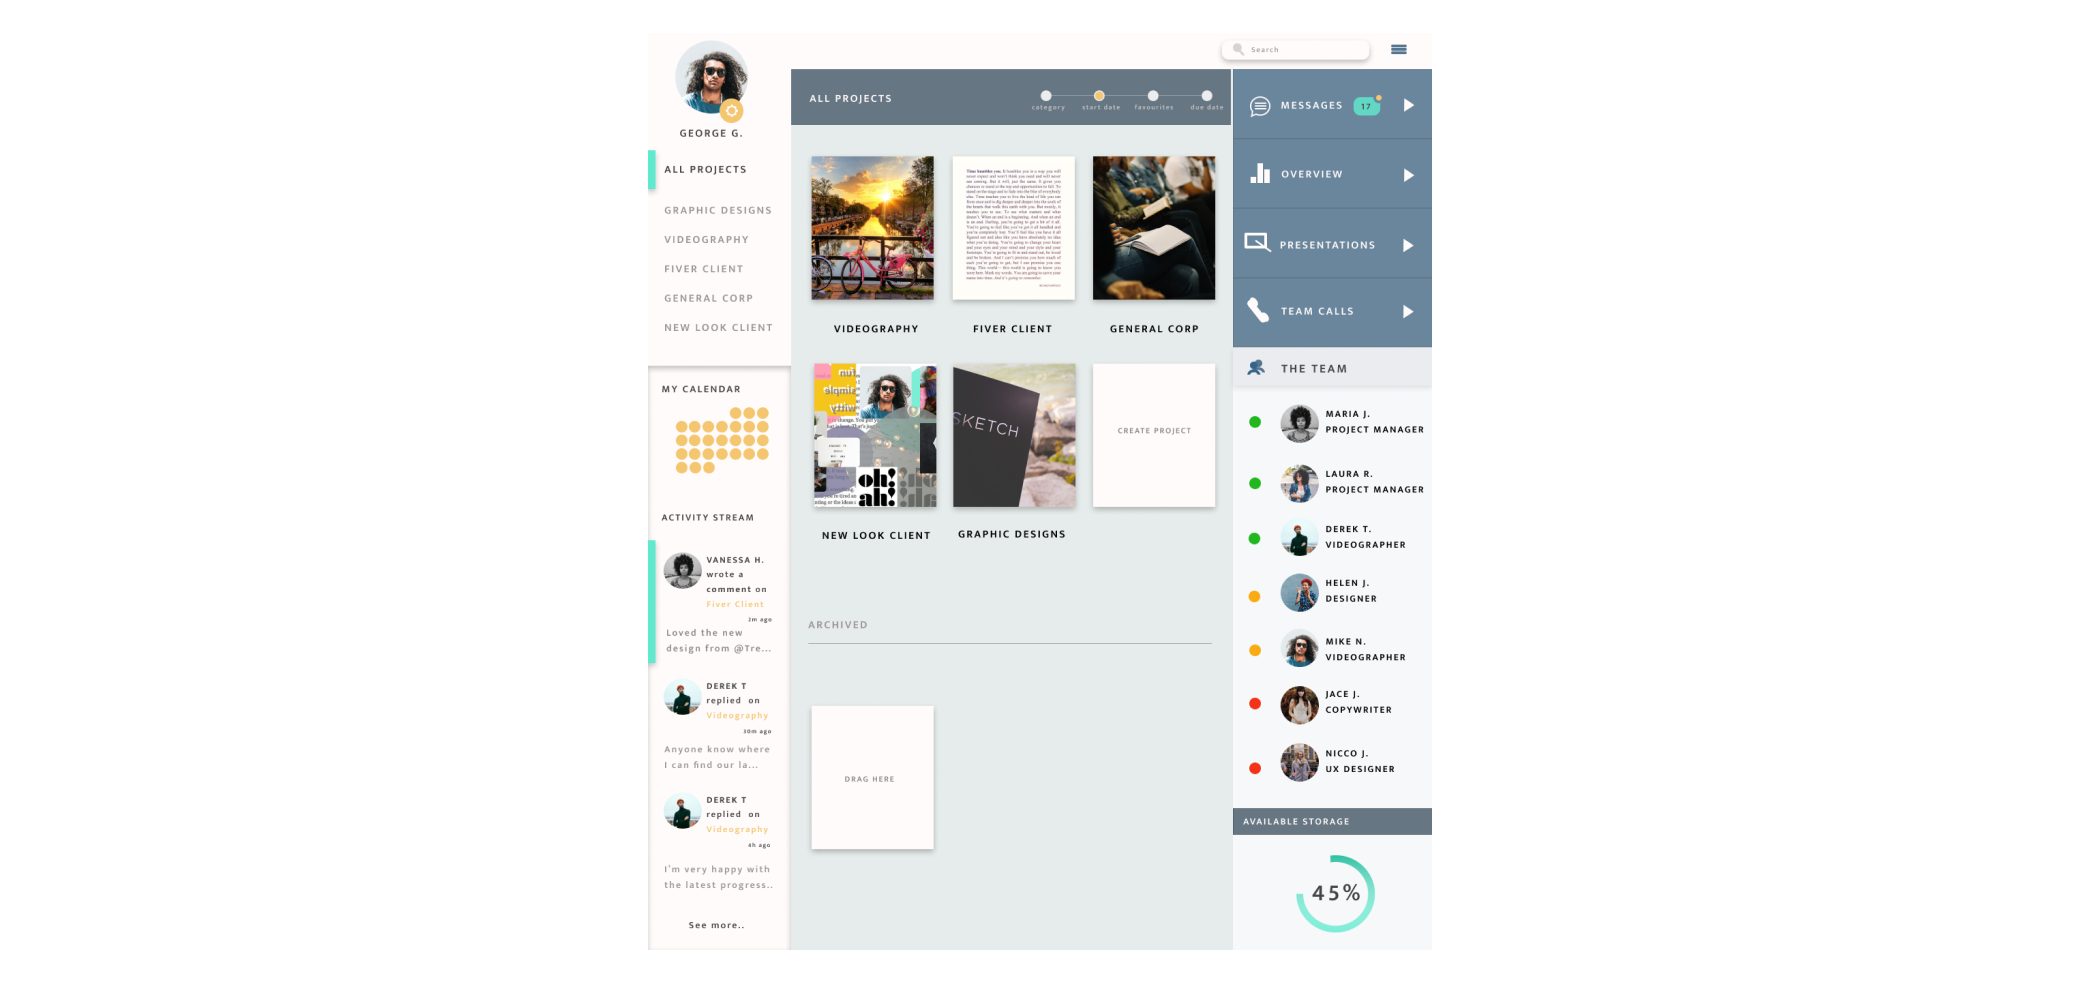 Search
GEORGE G.
ALL PROJECTS
GRAPHIC DESIGNS
VIDEOGRAPHY
FIVER CLIENT
GENERAL CORP
NEW LOOK CLIENT
MY CALENDAR
ACTIVITY STREAM
VANESSA H.
wrote a
comment on
Fiver Client
2m ago
Loved the new
design from @Tre...
DEREK T
replied on
Videography
30m ago
Anyone know where
I can find our la...
DEREK T
replied on
Videography
4h ago
I'm very happy with
the latest progress..
See more..
ALL PROJECTS
category
start date
favourites
due date
VIDEOGRAPHY
FIVER CLIENT
GENERAL CORP
oh!
ah!
SKETCH
CREATE PROJECT
NEW LOOK CLIENT
GRAPHIC DESIGNS
ARCHIVED
DRAG HERE
MESSAGES
17
OVERVIEW
PRESENTATIONS
TEAM CALLS
THE TEAM
MARIA J.
PROJECT MANAGER
LAURA R.
PROJECT MANAGER
DEREK T.
VIDEOGRAPHER
HELEN J.
DESIGNER
MIKE N.
VIDEOGRAPHER
JACE J.
COPYWRITER
NICCO J.
UX DESIGNER
AVAILABLE STORAGE
45%